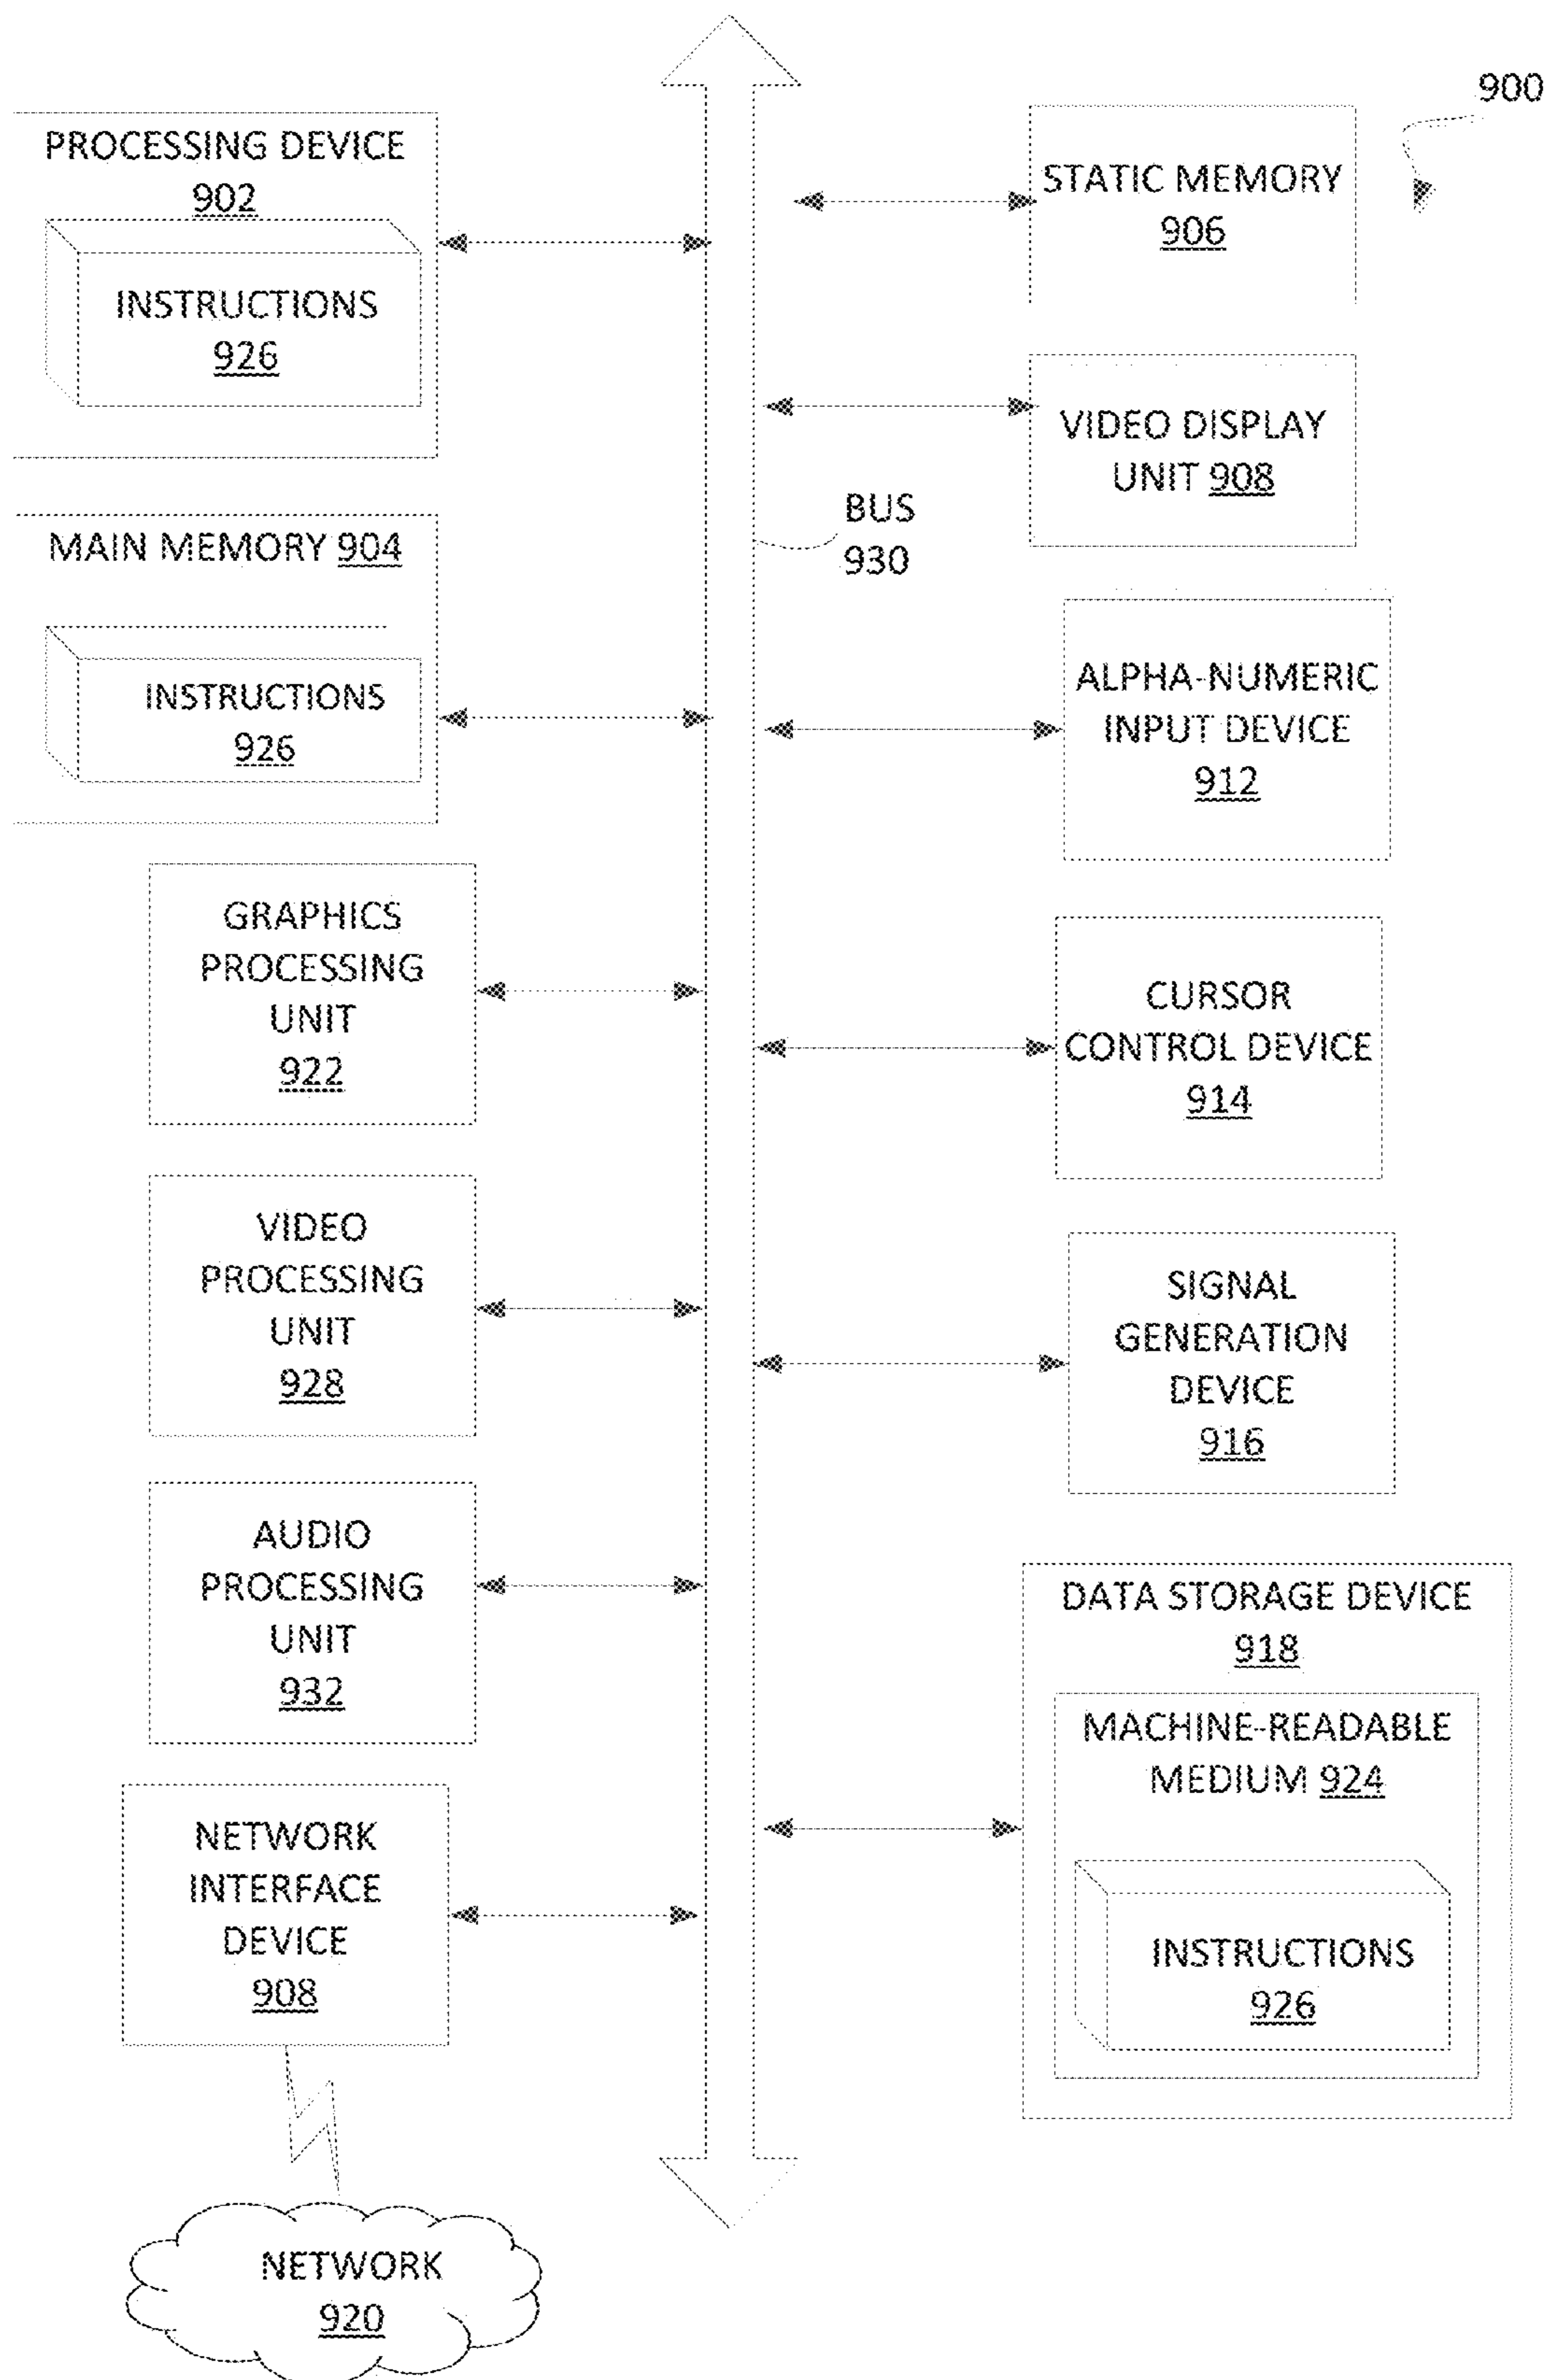 900
PROCESSING DEVICE
902
INSTRUCTIONS
926
MAIN MEMORY 904
INSTRUCTIONS
926
GRAPHICS
PROCESSING
UNIT
922
VIDEO
PROCESSING
UNIT
928
AUDIO
PROCESSING
UNIT
932
NETWORK
INTERFACE
DEVICE
908
NETWORK
920
BUS
930
STATIC MEMORY
906
VIDEO DISPLAY
UNIT 908
ALPHA-NUMERIC
INPUT DEVICE
912
CURSOR
CONTROL DEVICE
914
SIGNAL
GENERATION
DEVICE
916
DATA STORAGE DEVICE
918
MACHINE-READABLE
MEDIUM 924
INSTRUCTIONS
926